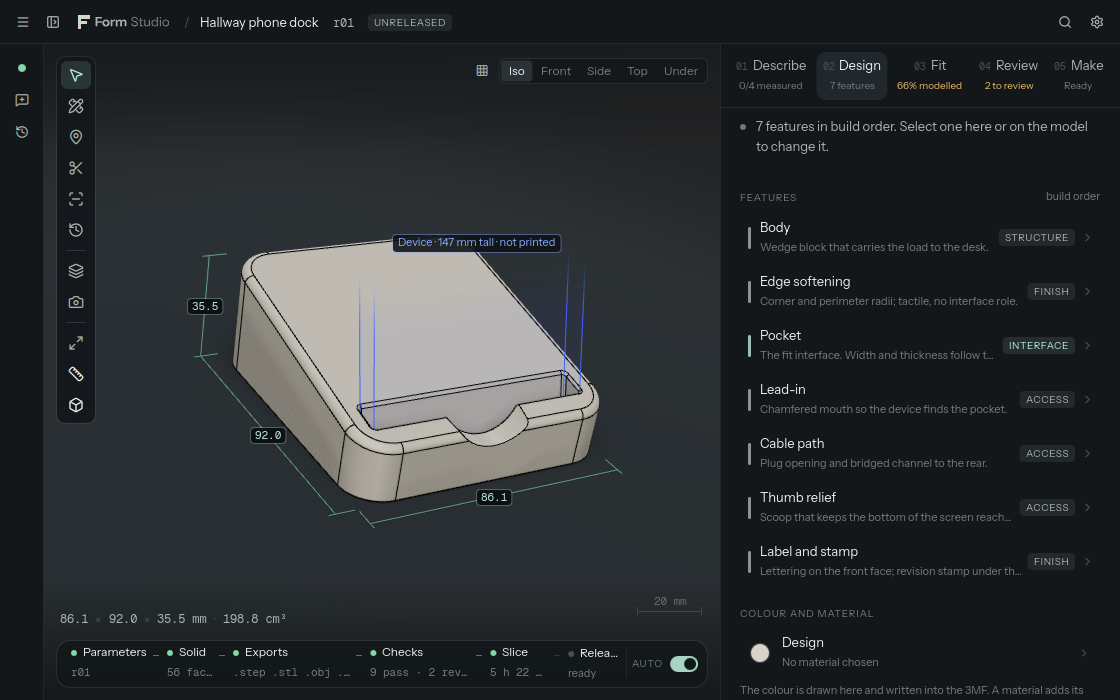 Form Studio / Hallway phone dock r01 UNRELEASED
Iso Front Side Top Under
01 Describe
0/4 measured
02 Design
7 features
03 Fit
66% modelled
04 Review
2 to review
05 Make
Ready
Device · 147 mm tall · not printed
35.5
92.0
86.1
20 mm
86.1 × 92.0 × 35.5 mm · 198.8 cm³
Parameters
r01
Solid
56 fac…
Exports
.step .stl .obj ….
Checks
9 pass · 2 rev…
Slice
5 h 22 …
Relea…
ready
AUTO
7 features in build order. Select one here or on the model
to change it.
FEATURES build order
Body
Wedge block that carries the load to the desk.
STRUCTURE
Edge softening
Corner and perimeter radii; tactile, no interface role.
FINISH
Pocket
The fit interface. Width and thickness follow t…
INTERFACE
Lead-in
Chamfered mouth so the device finds the pocket.
ACCESS
Cable path
Plug opening and bridged channel to the rear.
ACCESS
Thumb relief
Scoop that keeps the bottom of the screen reach…
ACCESS
Label and stamp
Lettering on the front face; revision stamp under th…
FINISH
COLOUR AND MATERIAL
Design
No material chosen
The colour is drawn here and written into the 3MF. A material adds its